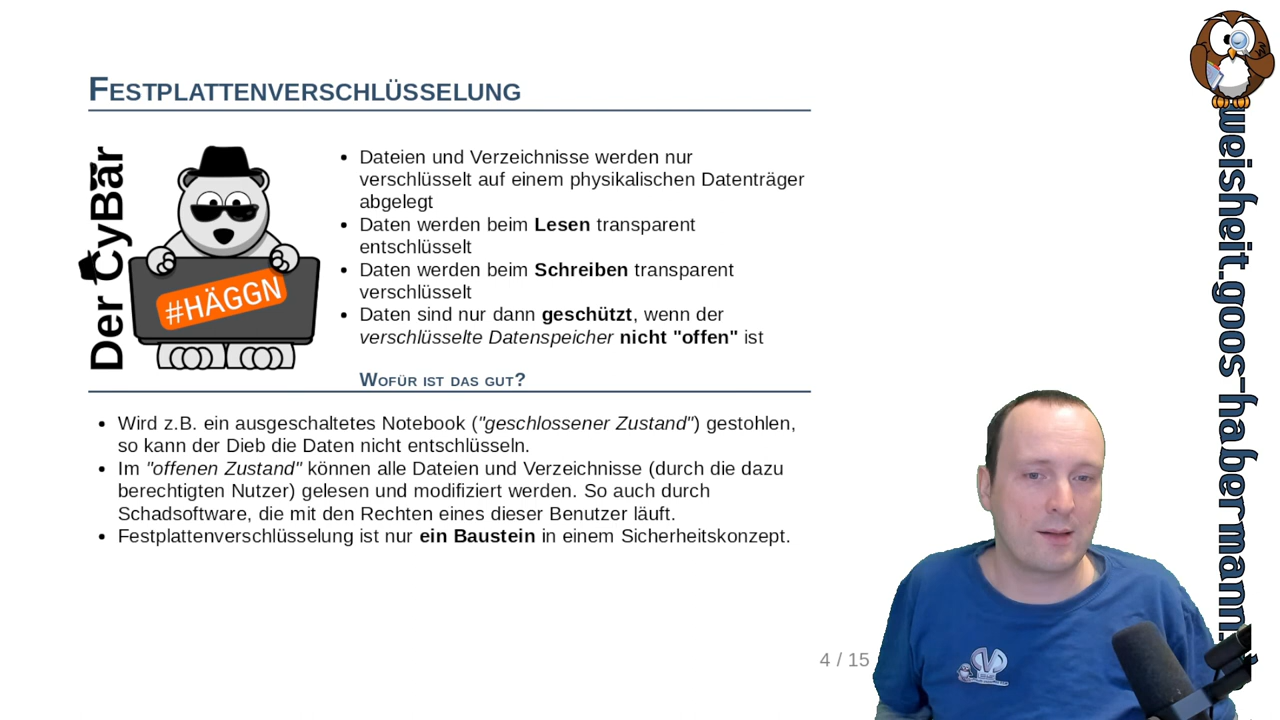 FESTPLATTENVERSCHLÜSSELUNG
Der CyBär
#HÄGGN
• Dateien und Verzeichnisse werden nur
verschlüsselt auf einem physikalischen Datenträger
abgelegt
• Daten werden beim Lesen transparent
entschlüsselt
• Daten werden beim Schreiben transparent
verschlüsselt
• Daten sind nur dann geschützt, wenn der
verschlüsselte Datenspeicher nicht "offen" ist
WOFÜR IST DAS GUT?
• Wird z.B. ein ausgeschaltetes Notebook ("geschlossener Zustand") gestohlen,
so kann der Dieb die Daten nicht entschlüsseln.
• Im "offenen Zustand" können alle Dateien und Verzeichnisse (durch die dazu
berechtigten Nutzer) gelesen und modifiziert werden. So auch durch
Schadsoftware, die mit den Rechten eines dieser Benutzer läuft.
• Festplattenverschlüsselung ist nur ein Baustein in einem Sicherheitskonzept.
4 / 15
weisheit.goos-habermann.